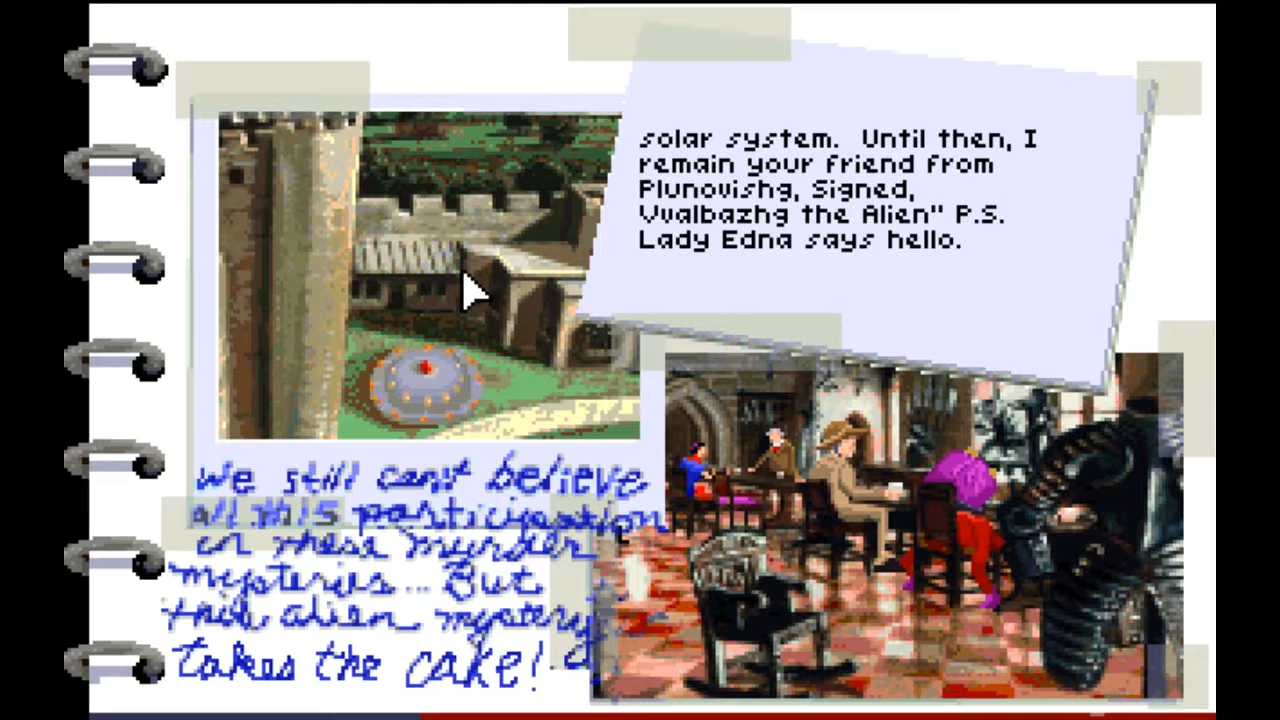 solar system.  Until then, I
remain your friend from
Plunovishg, Signed,
Vvalbazhg the Alien" P.S.
Lady Edna says hello.
We still can't believe
all this participation
in these murder
mysteries... But
this alien mystery
takes the cake!